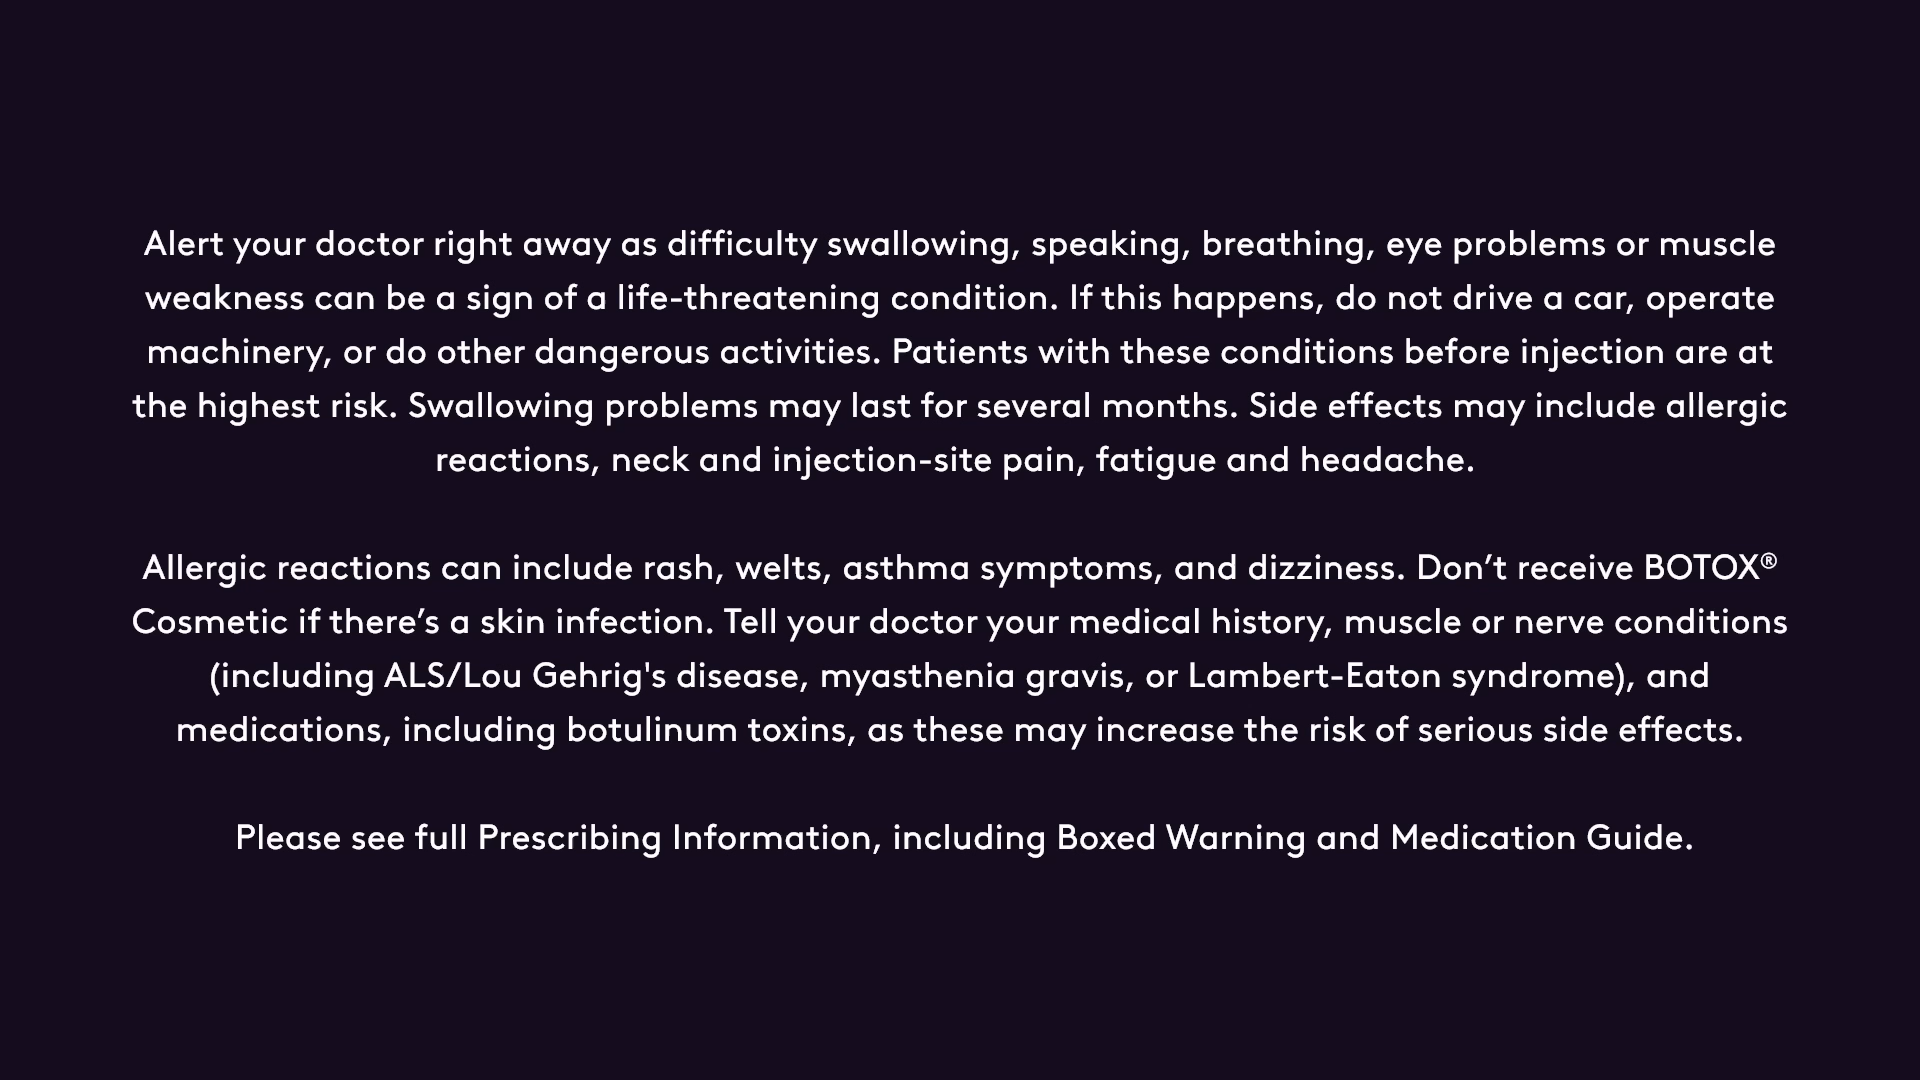 Alert your doctor right away as difficulty swallowing, speaking, breathing, eye problems or muscle
weakness can be a sign of a life-threatening condition. If this happens, do not drive a car, operate
machinery, or do other dangerous activities. Patients with these conditions before injection are at
the highest risk. Swallowing problems may last for several months. Side effects may include allergic
reactions, neck and injection-site pain, fatigue and headache.
Allergic reactions can include rash, welts, asthma symptoms, and dizziness. Don’t receive BOTOX®
Cosmetic if there’s a skin infection. Tell your doctor your medical history, muscle or nerve conditions
(including ALS/Lou Gehrig's disease, myasthenia gravis, or Lambert-Eaton syndrome), and
medications, including botulinum toxins, as these may increase the risk of serious side effects.
Please see full Prescribing Information, including Boxed Warning and Medication Guide.